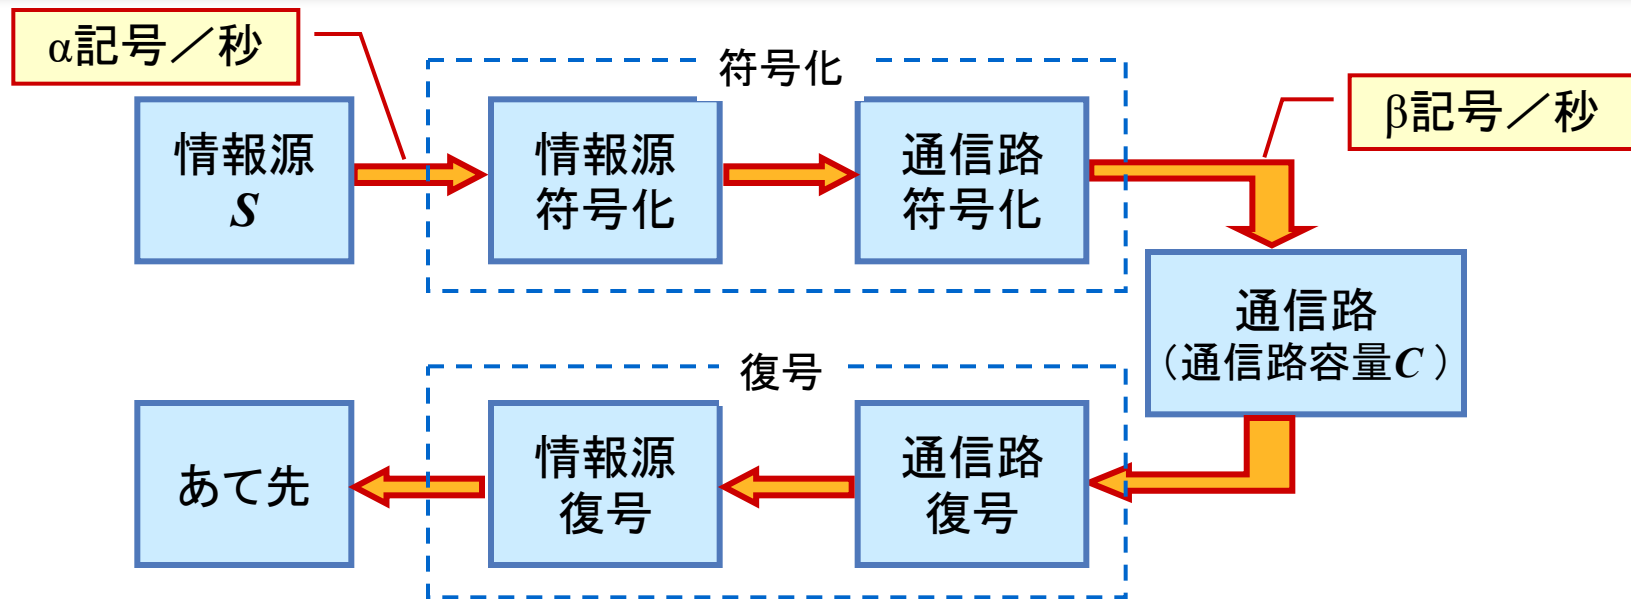 α記号／秒
符号化
β記号／秒
情報源
S
情報源
符号化
通信路
符号化
通信路
（通信路容量C ）
復号
あて先
情報源
復号
通信路
復号